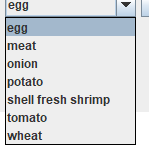 egg
egg
meat
onion
potato
shell fresh shrimp
tomato
wheat